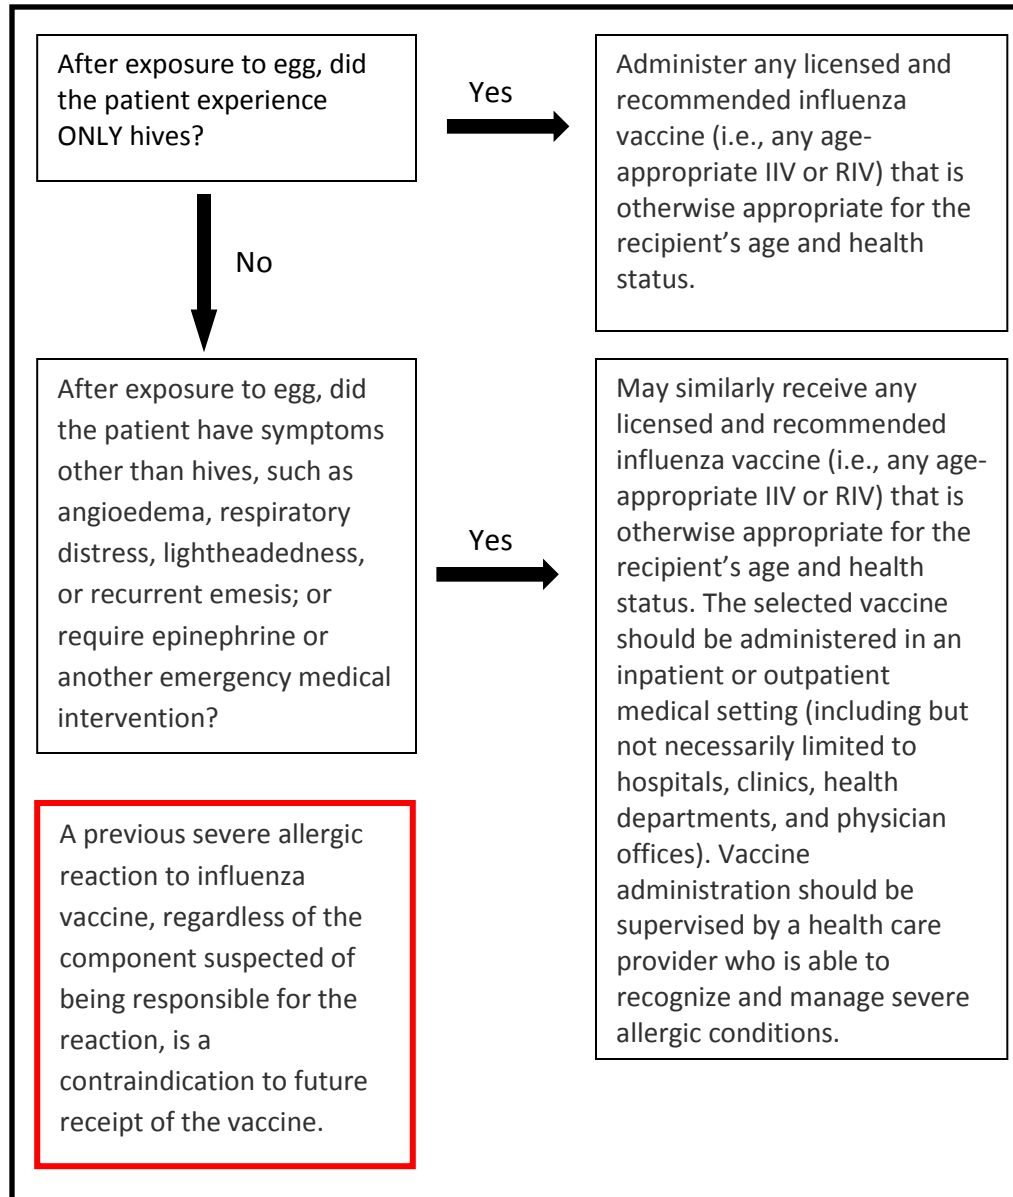 After exposure to egg, did
the patient experience
ONLY hives?
Yes
Administer any licensed and
recommended influenza
vaccine (i.e., any age-
appropriate IIV or RIV) that is
otherwise appropriate for the
recipient’s age and health
status.
No
After exposure to egg, did
the patient have symptoms
other than hives, such as
angioedema, respiratory
distress, lightheadedness,
or recurrent emesis; or
require epinephrine or
another emergency medical
intervention?
Yes
May similarly receive any
licensed and recommended
influenza vaccine (i.e., any age-
appropriate IIV or RIV) that is
otherwise appropriate for the
recipient’s age and health
status. The selected vaccine
should be administered in an
inpatient or outpatient
medical setting (including but
not necessarily limited to
hospitals, clinics, health
departments, and physician
offices). Vaccine
administration should be
supervised by a health care
provider who is able to
recognize and manage severe
allergic conditions.
A previous severe allergic
reaction to influenza
vaccine, regardless of the
component suspected of
being responsible for the
reaction, is a
contraindication to future
receipt of the vaccine.